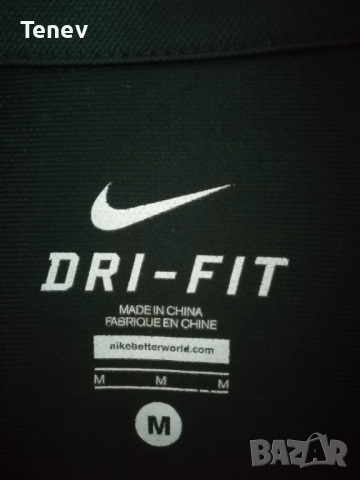 Tenev
DRI-FIT
MADE IN CHINA
FABRIQUE EN CHINE
nikebetterworld.com
M M M
M
BAZAR